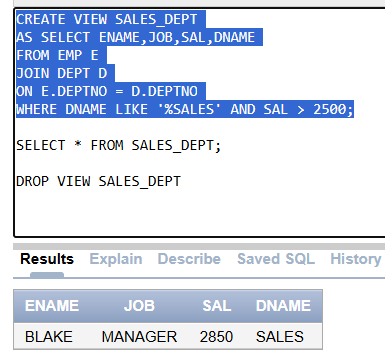 CREATE VIEW SALES_DEPT
AS SELECT ENAME,JOB,SAL,DNAME
FROM EMP E
JOIN DEPT D
ON E.DEPTNO = D.DEPTNO
WHERE DNAME LIKE '%SALES' AND SAL > 2500;
SELECT * FROM SALES_DEPT;
DROP VIEW SALES_DEPT
Results Explain Describe Saved SQL History
ENAME JOB SAL DNAME
BLAKE MANAGER 2850 SALES